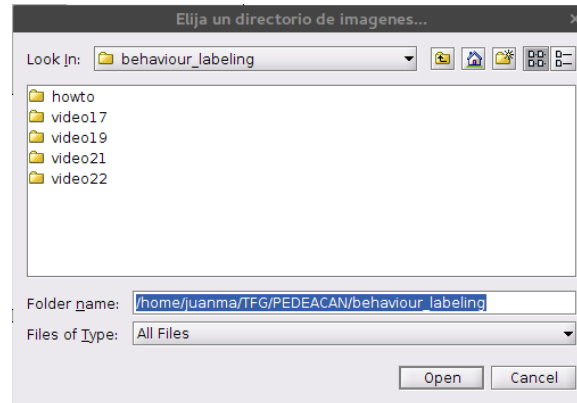 Elija un directorio de imagenes...
Look In: behaviour_labeling
howto
video17
video19
video21
video22
Folder name: /home/juanma/TFG/PEDEACAN/behaviour_labeling
Files of Type: All Files
Open Cancel